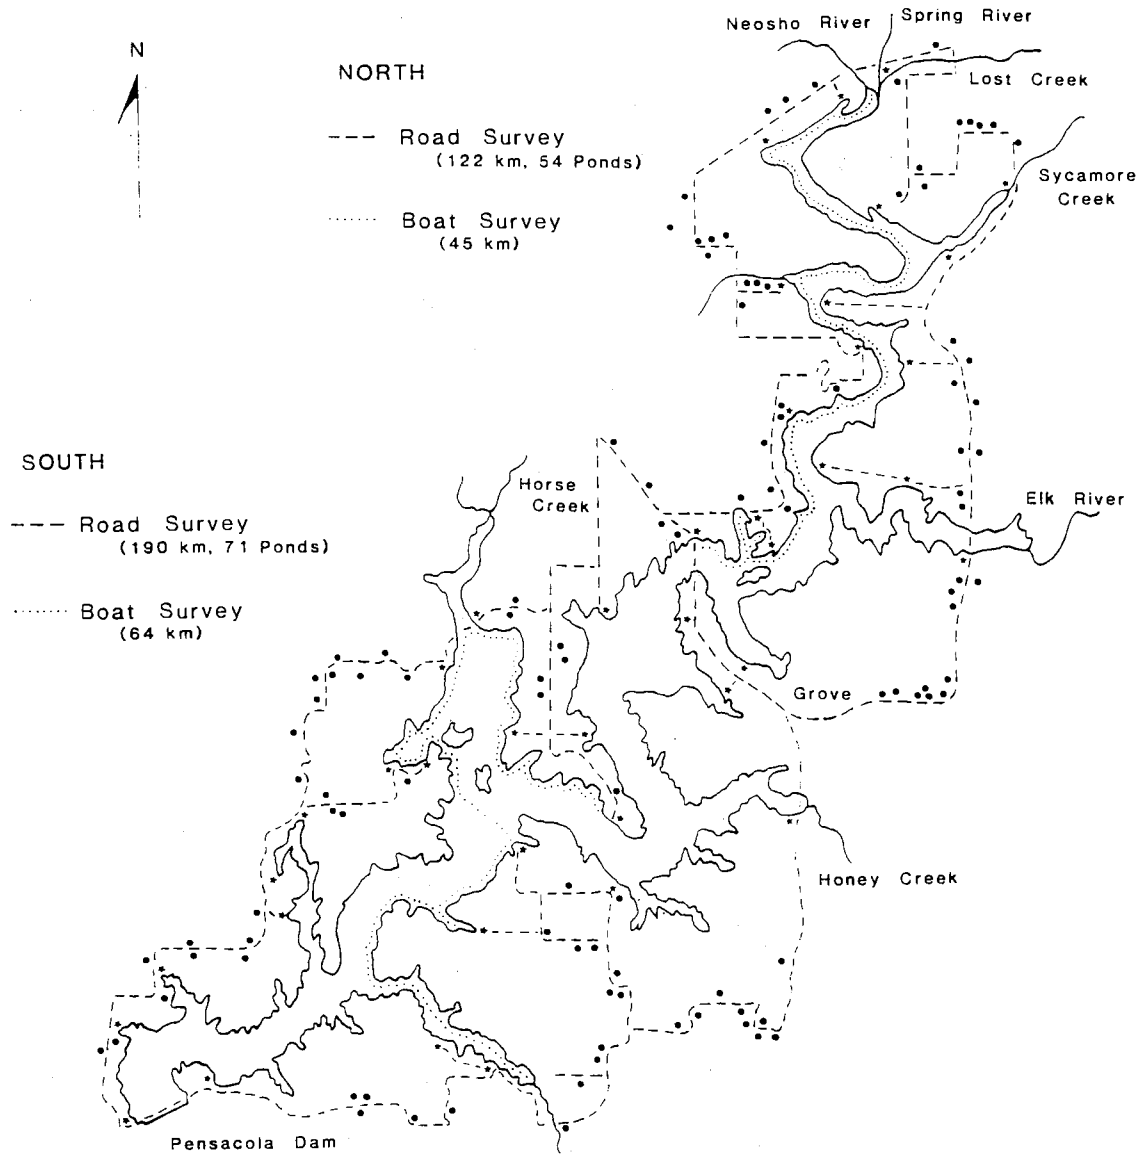 Neosho River
Spring River
N
NORTH
Lost Creek
Road Survey
(122 km, 54 Ponds)
Sycamore
Creek
Boat Survey
(45 km)
SOUTH
Horse
Creek
Elk River
Road Survey
(190 km, 71 Ponds)
Boat Survey
(64 km)
Grove
Honey Creek
Pensacola Dam